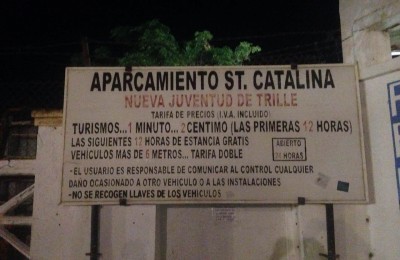 APARCAMIENTO ST. CATALINA
NUEVA JUVENTUD DE TRILLE
TARIFA DE PRECIOS (I.V.A. INCLUIDO)
TURISMOS...1 MINUTO...2 CENTIMO (LAS PRIMERAS 12 HORAS)
LAS SIGUIENTES 12 HORAS DE ESTANCIA GRATIS
VEHICULOS MAS DE 6 METROS... TARIFA DOBLE
ABIERTO
24 HORAS
-EL USUARIO ES RESPONSABLE DE COMUNICAR AL CONTROL CUALQUIER
DAÑO OCASIONADO A OTRO VEHICULO O A LAS INSTALACIONES
-NO SE RECOGEN LLAVES DE LOS VEHICULOS